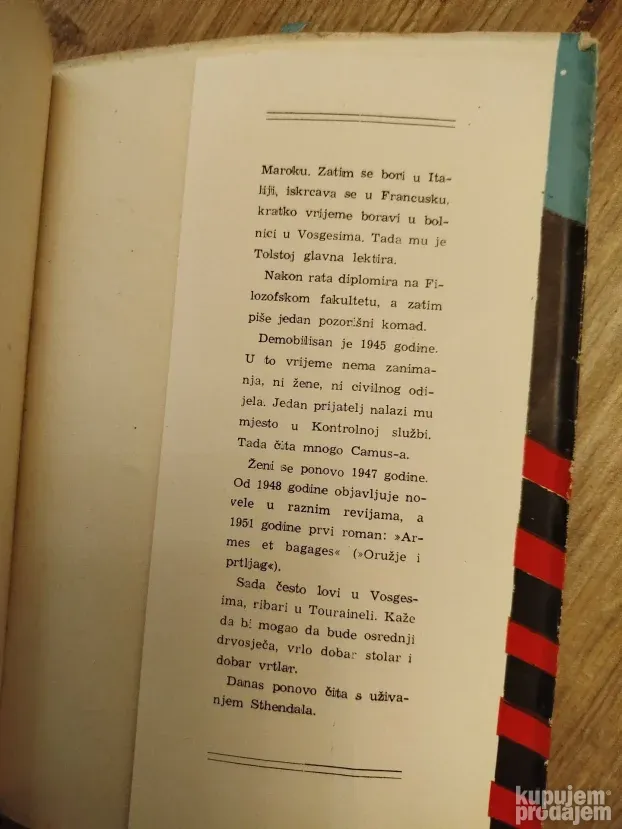 Maroku. Zatim se bori u Ita-
liji, iskrcava se u Francusku,
kratko vrijeme boravi u bol-
nici u Vosgesima. Tada mu je
Tolstoj glavna lektira.
Nakon rata diplomira na Fi-
lozofskom fakultetu, a zatim
piše jedan pozorišni komad.
Demobilisan je 1945 godine.
U to vrijeme nema zanima-
nja, ni žene, ni civilnog odi-
jela. Jedan prijatelj nalazi mu
mjesto u Kontrolnoj službi.
Tada čita mnogo Camus-a.
Ženi se ponovo 1947 godine.
Od 1948 godine objavljuje no-
vele u raznim revijama, a
1951 godine prvi roman: »Ar-
mes et bagages« (»Oružje i
prtljag«).
Sada često lovi u Vosges-
ima, ribari u Touraineli. Kaže
da bi mogao da bude osrednji
drvosječa, vrlo dobar stolar i
dobar vrtlar.
Danas ponovo čita s uživa-
njem Sthendala.
kupujem
prodajem